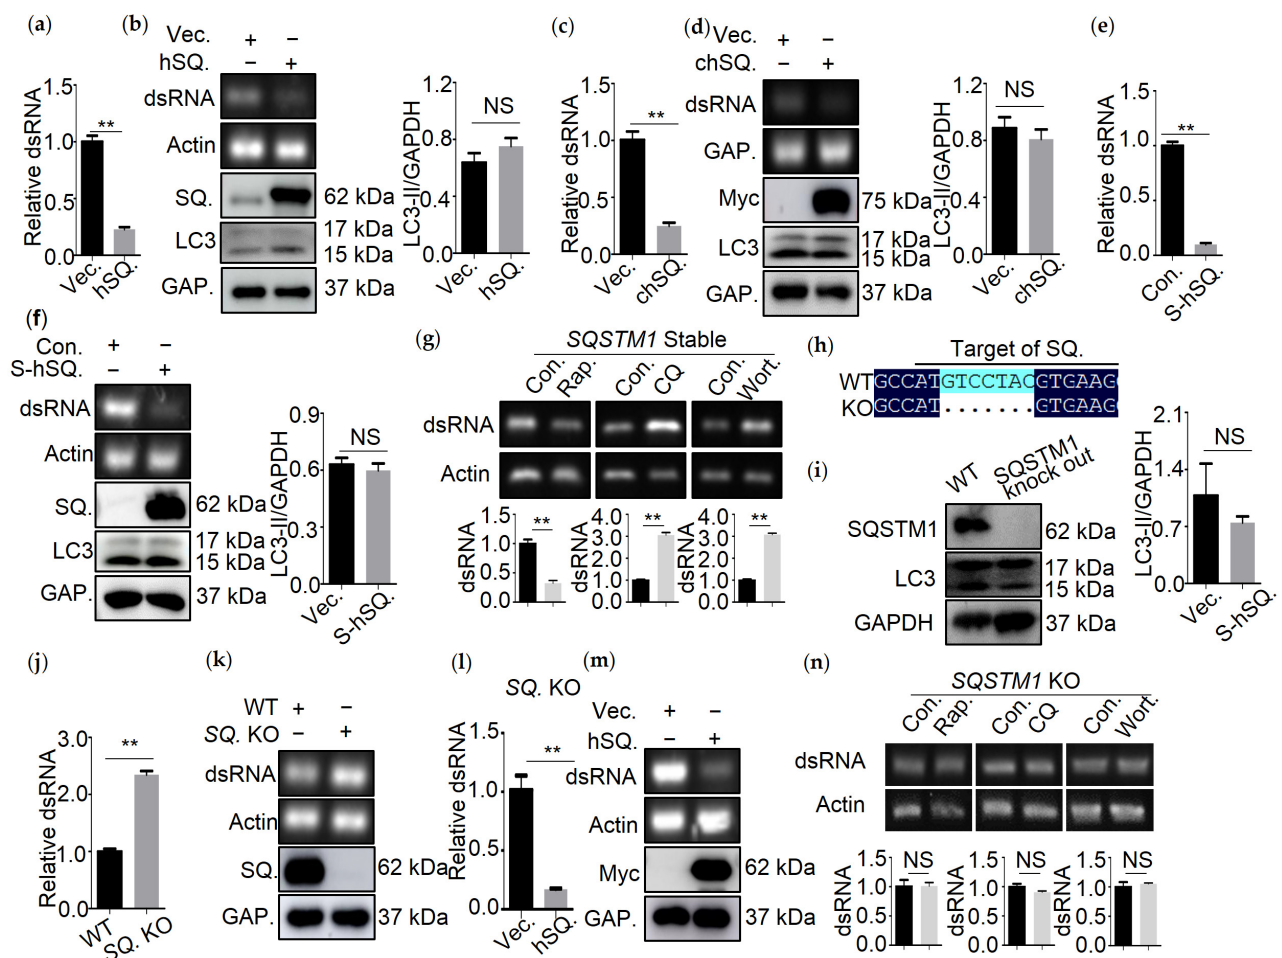 (a)
Relative dsRNA
1.5
1.0
0.5
0.0
**
Vec.
hSQ.
(b)
Vec. + −
hSQ. − +
dsRNA
Actin
SQ. 62 kDa
LC3 17 kDa
15 kDa
GAP. 37 kDa
LC3-II/GAPDH
1.2
0.8
0.4
0.0
NS
Vec.
hSQ.
(c)
Relative dsRNA
1.5
1.0
0.5
0.0
**
Vec.
chSQ.
(d)
Vec. + −
chSQ. − +
dsRNA
GAP.
Myc 75 kDa
LC3 17 kDa
15 kDa
GAP. 37 kDa
LC3-II/GAPDH
1.2
0.8
0.4
0.0
NS
Vec.
chSQ.
(e)
Relative dsRNA
1.5
1.0
0.5
0.0
**
Con.
S-hSQ.
(f)
Con. + −
S-hSQ. − +
dsRNA
Actin
SQ. 62 kDa
LC3 17 kDa
15 kDa
GAP. 37 kDa
LC3-II/GAPDH
0.9
0.6
0.3
0.0
NS
Vec.
S-hSQ.
(g)
SQSTM1 Stable
Con. Rap. Con. CQ Con. Wort.
dsRNA
Actin
dsRNA
1.5
1.0
0.5
0.0
**
dsRNA
4.0
3.0
2.0
1.0
0.0
**
dsRNA
4.0
3.0
2.0
1.0
0.0
**
(h)
Target of SQ.
WT GCCATGTCCTACGTGAAG
KO GCCAT.......GTGAAG
(i)
WT SQSTM1 knock out
SQSTM1 62 kDa
LC3 17 kDa
15 kDa
GAPDH 37 kDa
LC3-II/GAPDH
2.1
1.4
0.7
0.0
NS
Vec.
S-hSQ.
(j)
Relative dsRNA
3.0
2.0
1.0
0.0
**
WT
SQ. KO
(k)
WT + −
SQ. KO − +
dsRNA
Actin
SQ. 62 kDa
GAP. 37 kDa
(l)
SQ. KO
Relative dsRNA
1.5
1.0
0.5
0.0
**
Vec.
hSQ.
(m)
Vec. + −
hSQ. − +
dsRNA
Actin
Myc 62 kDa
GAP. 37 kDa
(n)
SQSTM1 KO
Con. Rap. Con. CQ Con. Wort.
dsRNA
Actin
dsRNA
1.5
1.0
0.5
0.0
NS
dsRNA
1.5
1.0
0.5
0.0
NS
dsRNA
1.5
1.0
0.5
0.0
NS